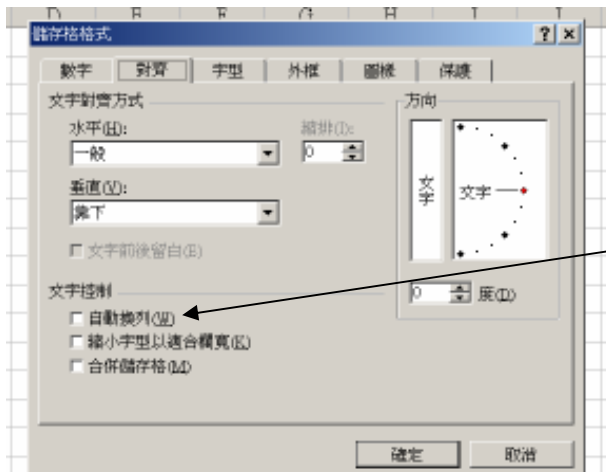 儲存格格式
數字 對齊 字型 外框 圖樣 保護
文字對齊方式
水平(H): 縮排(I):
一般 0
垂直(V):
靠下
文字前後留白(E)
文字控制
自動換列(W)
縮小字型以適合欄寬(K)
合併儲存格(M)
方向
文字
文字
0 度(D)
確定 取消